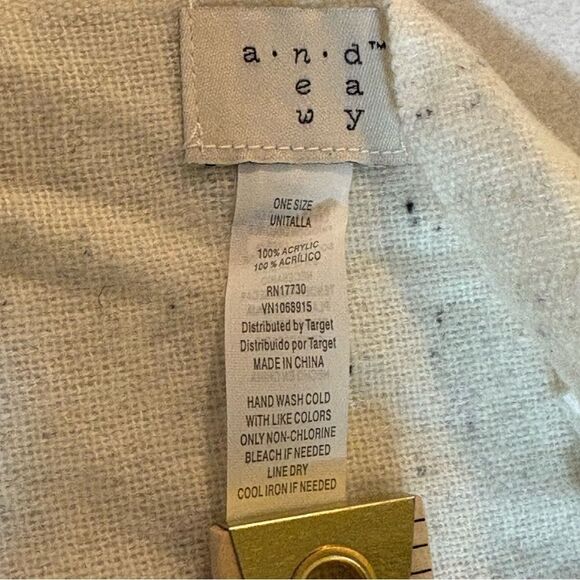 a · n · d™
e a
w y
ONE SIZE
UNITALLA
100% ACRYLIC
100% ACRÍLICO
RN17730
VN1068915
Distributed by Target
Distribuido por Target
MADE IN CHINA
HAND WASH COLD
WITH LIKE COLORS
ONLY NON-CHLORINE
BLEACH IF NEEDED
LINE DRY
COOL IRON IF NEEDED